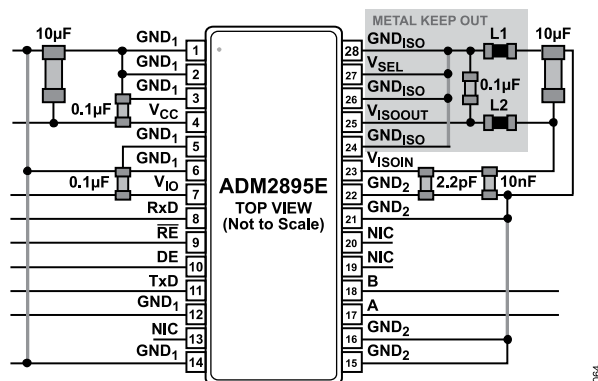 METAL KEEP OUT
10µF
GND1
1
28
GNDISO
L1
10µF
GND1
2
27
VSEL
GND1
3
26
GNDISO
0.1µF
0.1µF
VCC
4
25
VISOOUT
L2
GND1
5
24
GNDISO
GND1
6
23
VISOIN
0.1µF
VIO
7
22
GND2
2.2pF
10nF
ADM2895E
TOP VIEW
(Not to Scale)
RxD
8
21
GND2
RE
9
20
NIC
DE
10
19
NIC
TxD
11
18
B
GND1
12
17
A
NIC
13
16
GND2
GND1
14
15
GND2
064